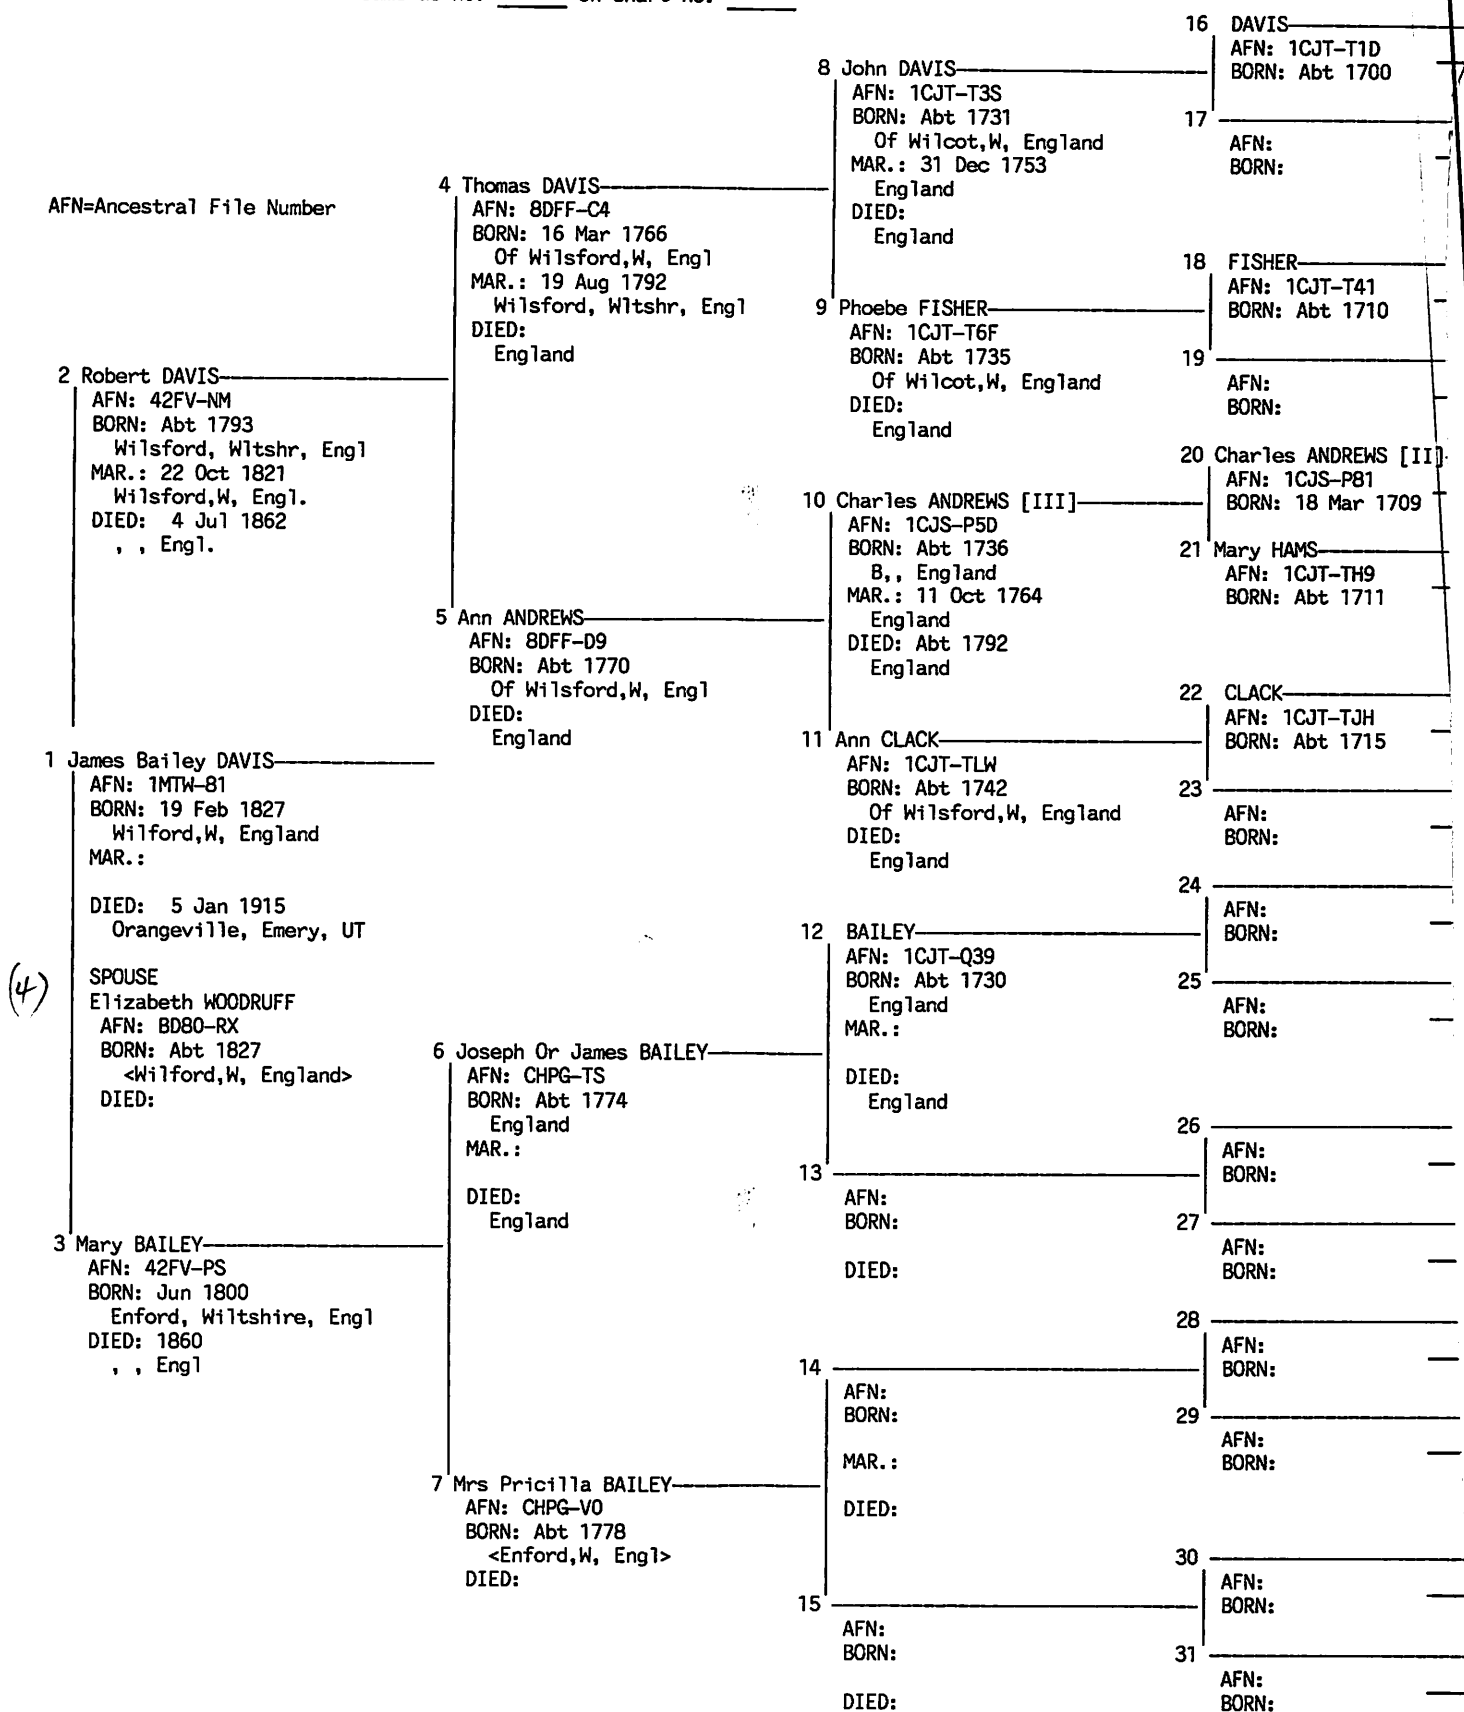 AFN=Ancestral File Number
1 James Bailey DAVIS
AFN: 1MTW-81
BORN: 19 Feb 1827
Wilford,W, England
MAR.:
DIED: 5 Jan 1915
Orangeville, Emery, UT
(4)
SPOUSE
Elizabeth WOODRUFF
AFN: BD80-RX
BORN: Abt 1827
<Wilford,W, England>
DIED:
2 Robert DAVIS
AFN: 42FV-NM
BORN: Abt 1793
Wilsford, Wltshr, Engl
MAR.: 22 Oct 1821
Wilsford,W, Engl.
DIED: 4 Jul 1862
, , Engl.
3 Mary BAILEY
AFN: 42FV-PS
BORN: Jun 1800
Enford, Wiltshire, Engl
DIED: 1860
, , Engl
4 Thomas DAVIS
AFN: 8DFF-C4
BORN: 16 Mar 1766
Of Wilsford,W, Engl
MAR.: 19 Aug 1792
Wilsford, Wltshr, Engl
DIED:
England
5 Ann ANDREWS
AFN: 8DFF-D9
BORN: Abt 1770
Of Wilsford,W, Engl
DIED:
England
6 Joseph Or James BAILEY
AFN: CHPG-TS
BORN: Abt 1774
England
MAR.:
DIED:
England
7 Mrs Pricilla BAILEY
AFN: CHPG-V0
BORN: Abt 1778
<Enford,W, Engl>
DIED:
8 John DAVIS
AFN: 1CJT-T3S
BORN: Abt 1731
Of Wilcot,W, England
MAR.: 31 Dec 1753
England
DIED:
England
9 Phoebe FISHER
AFN: 1CJT-T6F
BORN: Abt 1735
Of Wilcot,W, England
DIED:
England
10 Charles ANDREWS [III]
AFN: 1CJS-P5D
BORN: Abt 1736
B,, England
MAR.: 11 Oct 1764
England
DIED: Abt 1792
England
11 Ann CLACK
AFN: 1CJT-TLW
BORN: Abt 1742
Of Wilsford,W, England
DIED:
England
12 BAILEY
AFN: 1CJT-Q39
BORN: Abt 1730
England
MAR.:
DIED:
England
13
AFN:
BORN:
DIED:
14
AFN:
BORN:
MAR.:
DIED:
15
AFN:
BORN:
DIED:
16 DAVIS
AFN: 1CJT-T1D
BORN: Abt 1700
17
AFN:
BORN:
18 FISHER
AFN: 1CJT-T41
BORN: Abt 1710
19
AFN:
BORN:
20 Charles ANDREWS [II]
AFN: 1CJS-P81
BORN: 18 Mar 1709
21 Mary HAMS
AFN: 1CJT-TH9
BORN: Abt 1711
22 CLACK
AFN: 1CJT-TJH
BORN: Abt 1715
23
AFN:
BORN:
24
AFN:
BORN:
25
AFN:
BORN:
26
AFN:
BORN:
27
AFN:
BORN:
28
AFN:
BORN:
29
AFN:
BORN:
30
AFN:
BORN:
31
AFN:
BORN: